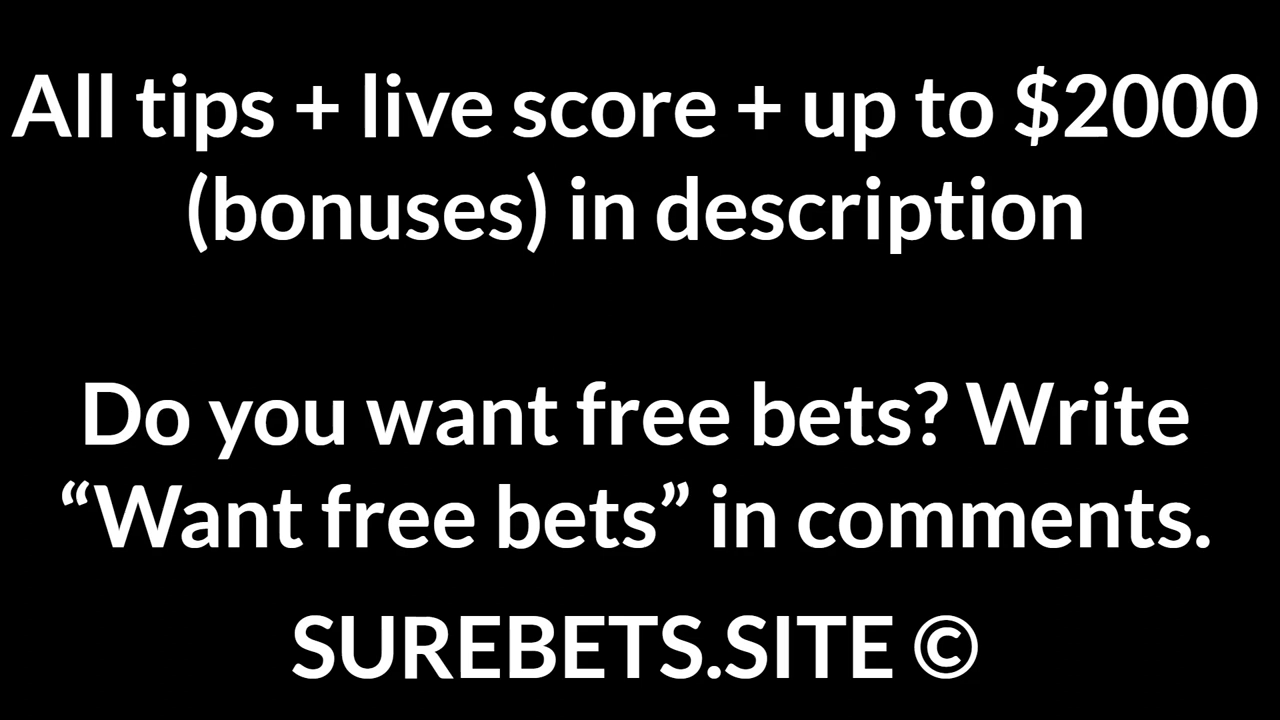 All tips + live score + up to $2000
(bonuses) in description
Do you want free bets? Write
“Want free bets” in comments.
SUREBETS.SITE ©